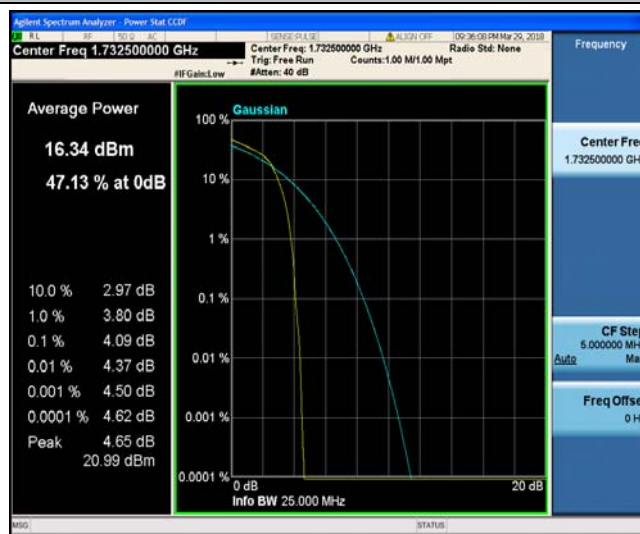 Agilent Spectrum Analyzer - Power Stat CCDF
RL RF 50 Ω AC SENSE:PULSE ALIGN OFF 09:36:08 PM Mar 29, 2018
Center Freq 1.732500000 GHz
Center Freq: 1.732500000 GHz Radio Std: None
Trig: Free Run Counts:1.00 M/1.00 Mpt
#IFGain:Low #Atten: 40 dB
Frequency
Average Power
16.34 dBm
47.13 % at 0dB
10.0 % 2.97 dB
1.0 % 3.80 dB
0.1 % 4.09 dB
0.01 % 4.37 dB
0.001 % 4.50 dB
0.0001 % 4.62 dB
Peak 4.65 dB
20.99 dBm
Gaussian
100 %
10 %
1 %
0.1 %
0.01 %
0.001 %
0.0001 %
0 dB 20 dB
Info BW 25.000 MHz
Center Fre
1.732500000 GH
CF Step
5.000000 MH
Auto Ma
Freq Offse
0 H
MSG STATUS